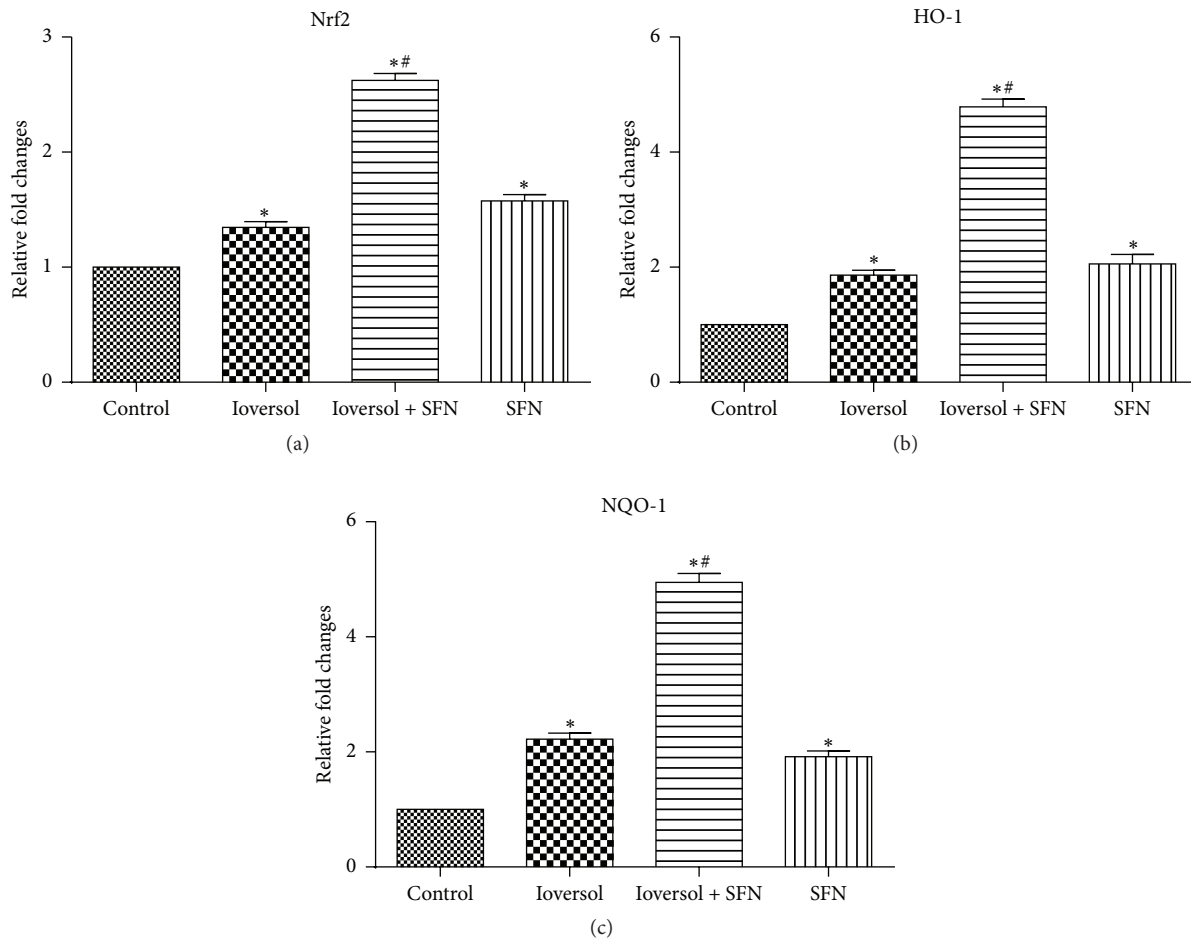 Nrf2
3
2
1
0
Relative fold changes
*
*#
*
Control Ioversol Ioversol + SFN SFN
(a)
HO-1
6
4
2
0
Relative fold changes
*
*#
*
Control Ioversol Ioversol + SFN SFN
(b)
NQO-1
6
4
2
0
Relative fold changes
*
*#
*
Control Ioversol Ioversol + SFN SFN
(c)